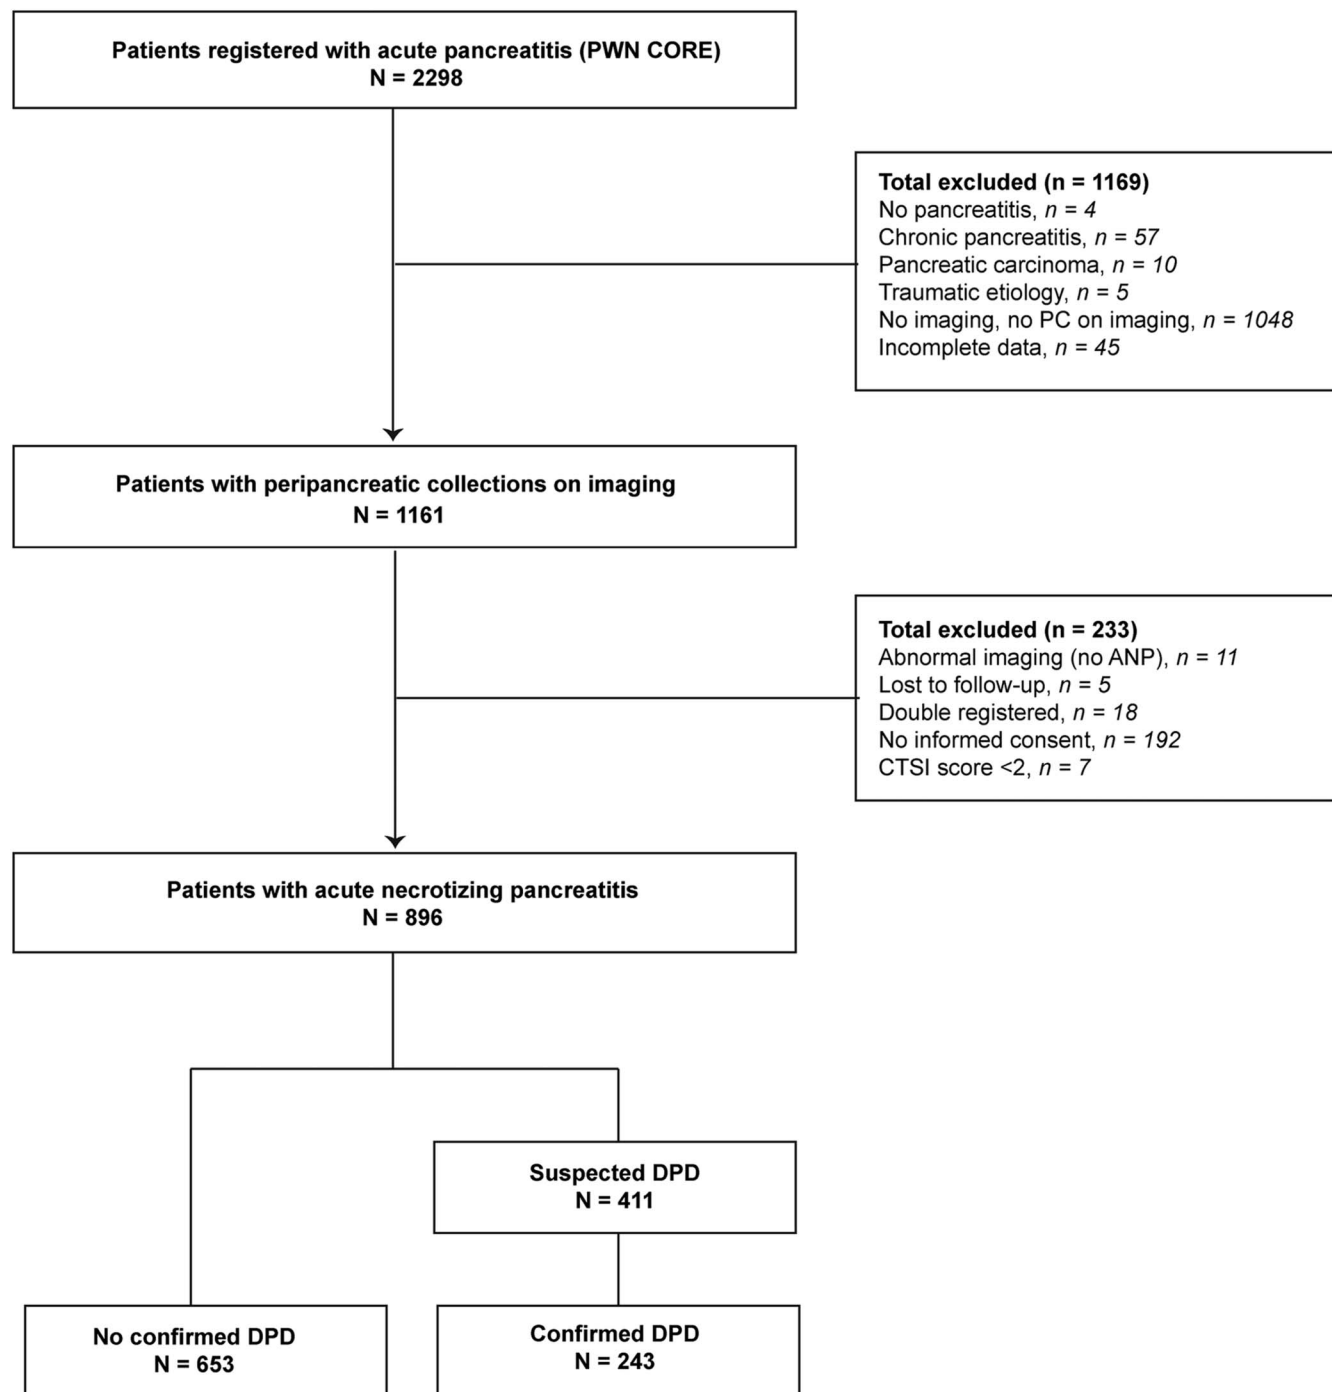 Patients registered with acute pancreatitis (PWN CORE)
N = 2298
Total excluded (n = 1169)
No pancreatitis, n = 4
Chronic pancreatitis, n = 57
Pancreatic carcinoma, n = 10
Traumatic etiology, n = 5
No imaging, no PC on imaging, n = 1048
Incomplete data, n = 45
Patients with peripancreatic collections on imaging
N = 1161
Total excluded (n = 233)
Abnormal imaging (no ANP), n = 11
Lost to follow-up, n = 5
Double registered, n = 18
No informed consent, n = 192
CTSI score <2, n = 7
Patients with acute necrotizing pancreatitis
N = 896
Suspected DPD
N = 411
No confirmed DPD
N = 653
Confirmed DPD
N = 243